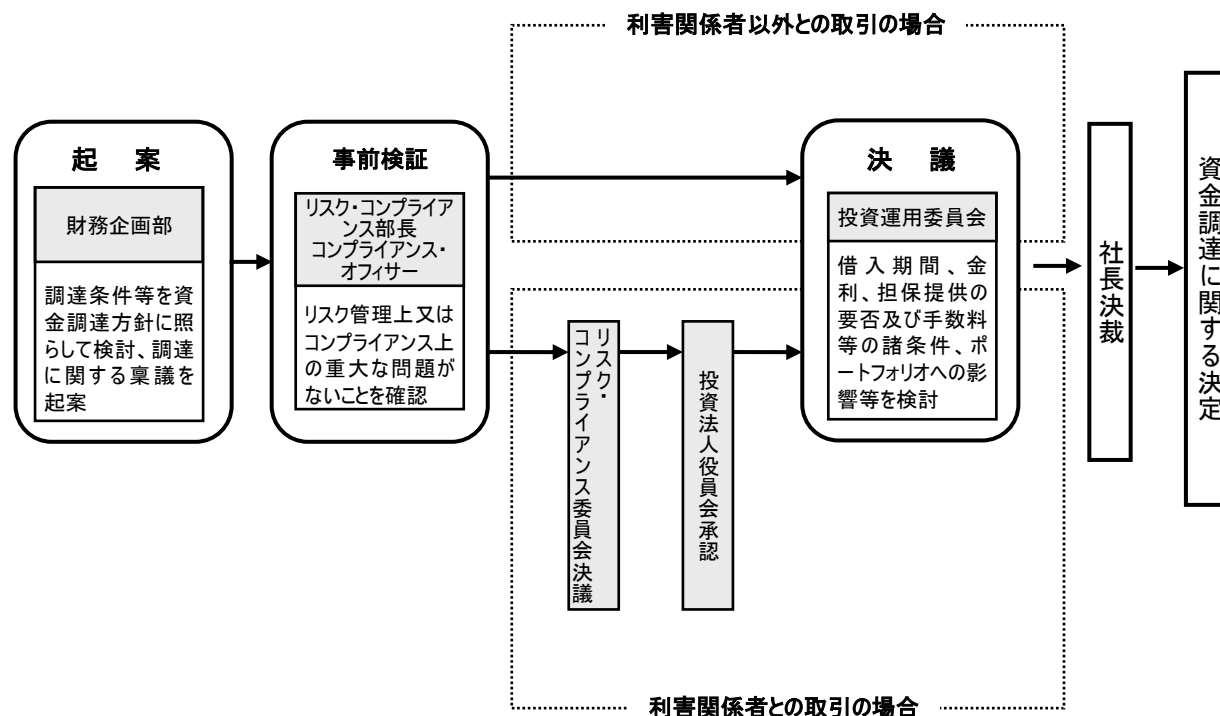 利害関係者以外との取引の場合
起　案
財務企画部
調達条件等を資
金調達方針に照
らして検討、調達
に関する稟議を
起案
事前検証
リスク・コンプライア
ンス部長
コンプライアンス・
オフィサー
リスク管理上又は
コンプライアンス上
の重大な問題が
ないことを確認
リスク・
コンプライアンス委員会決議
投資法人役員会承認
決　議
投資運用委員会
借入期間、金
利、担保提供の
要否及び手数料
等の諸条件、ポ
ートフォリオへの影
響等を検討
社長決裁
資金調達に関する決定
利害関係者との取引の場合